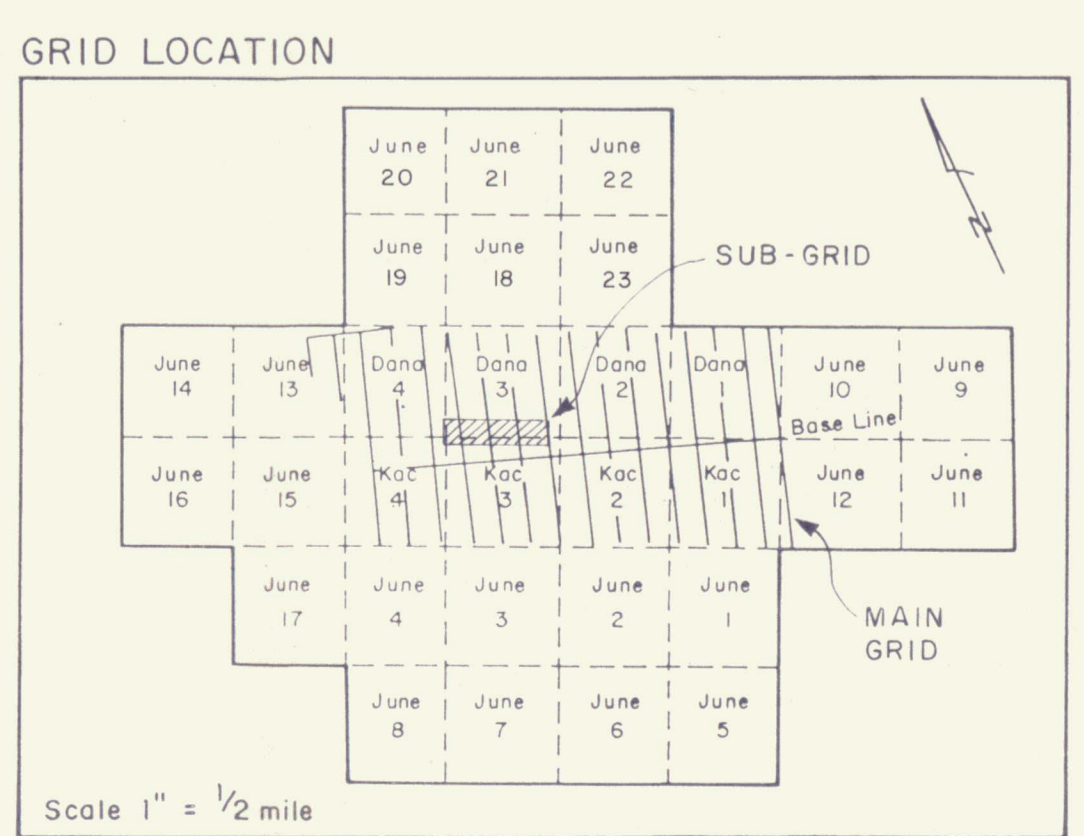 GRID LOCATION
June 20
June 21
June 22
June 19
June 18
June 23
SUB-GRID
N
June 14
June 13
Dana 4
Dana 3
Dana 2
Dana 1
June 10
June 9
Base Line
June 16
June 15
Kac 4
Kac 3
Kac 2
Kac 1
June 12
June 11
June 17
June 4
June 3
June 2
June 1
MAIN
GRID
June 8
June 7
June 6
June 5
Scale 1" = 1/2 mile